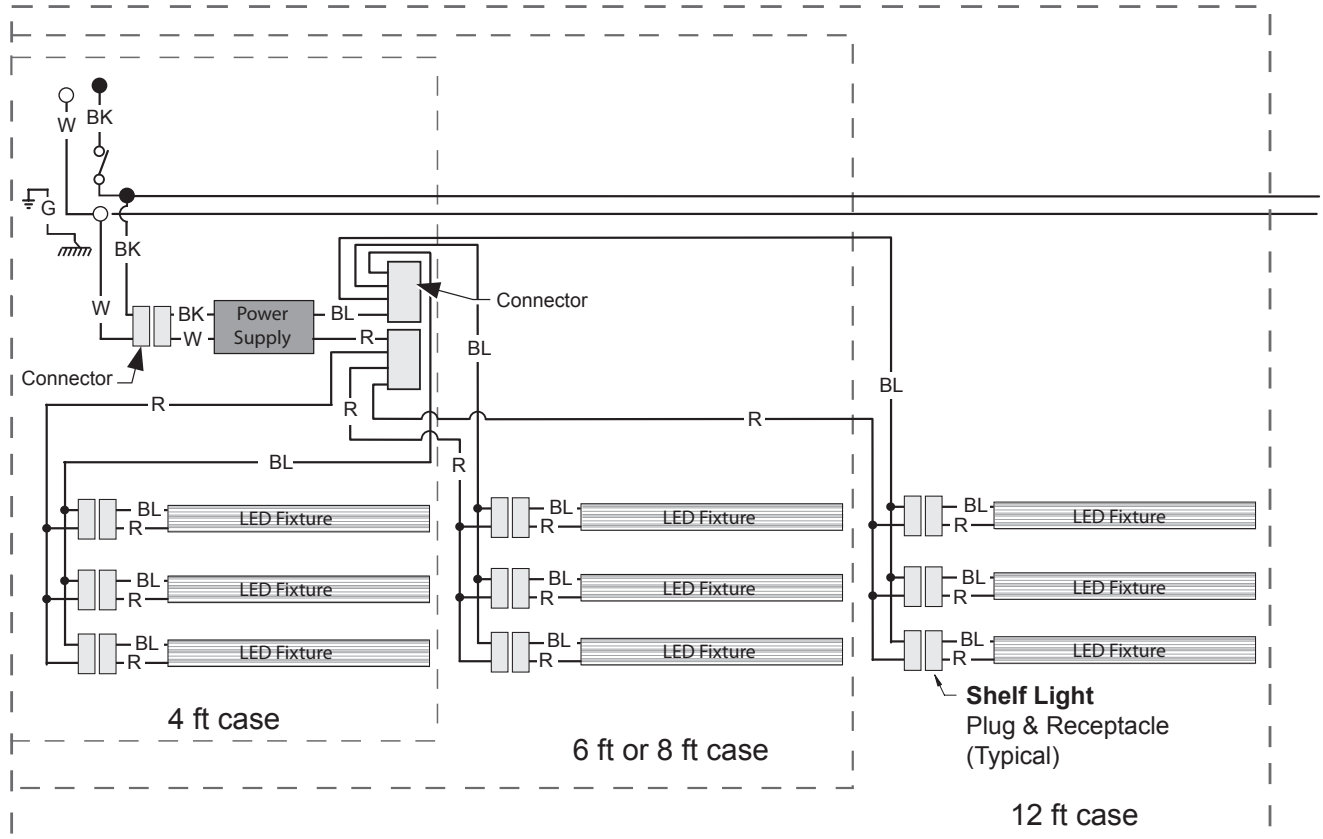 W
BK
G
BK
W
BK
Power
Supply
BL
W
R
Connector
Connector
BL
BL
R
R
R
BL
R
BL
R
LED Fixture
BL
R
LED Fixture
BL
R
LED Fixture
BL
R
LED Fixture
BL
R
LED Fixture
BL
R
LED Fixture
BL
R
LED Fixture
BL
R
LED Fixture
BL
R
LED Fixture
4 ft case
6 ft or 8 ft case
Shelf Light
Plug & Receptacle
(Typical)
12 ft case